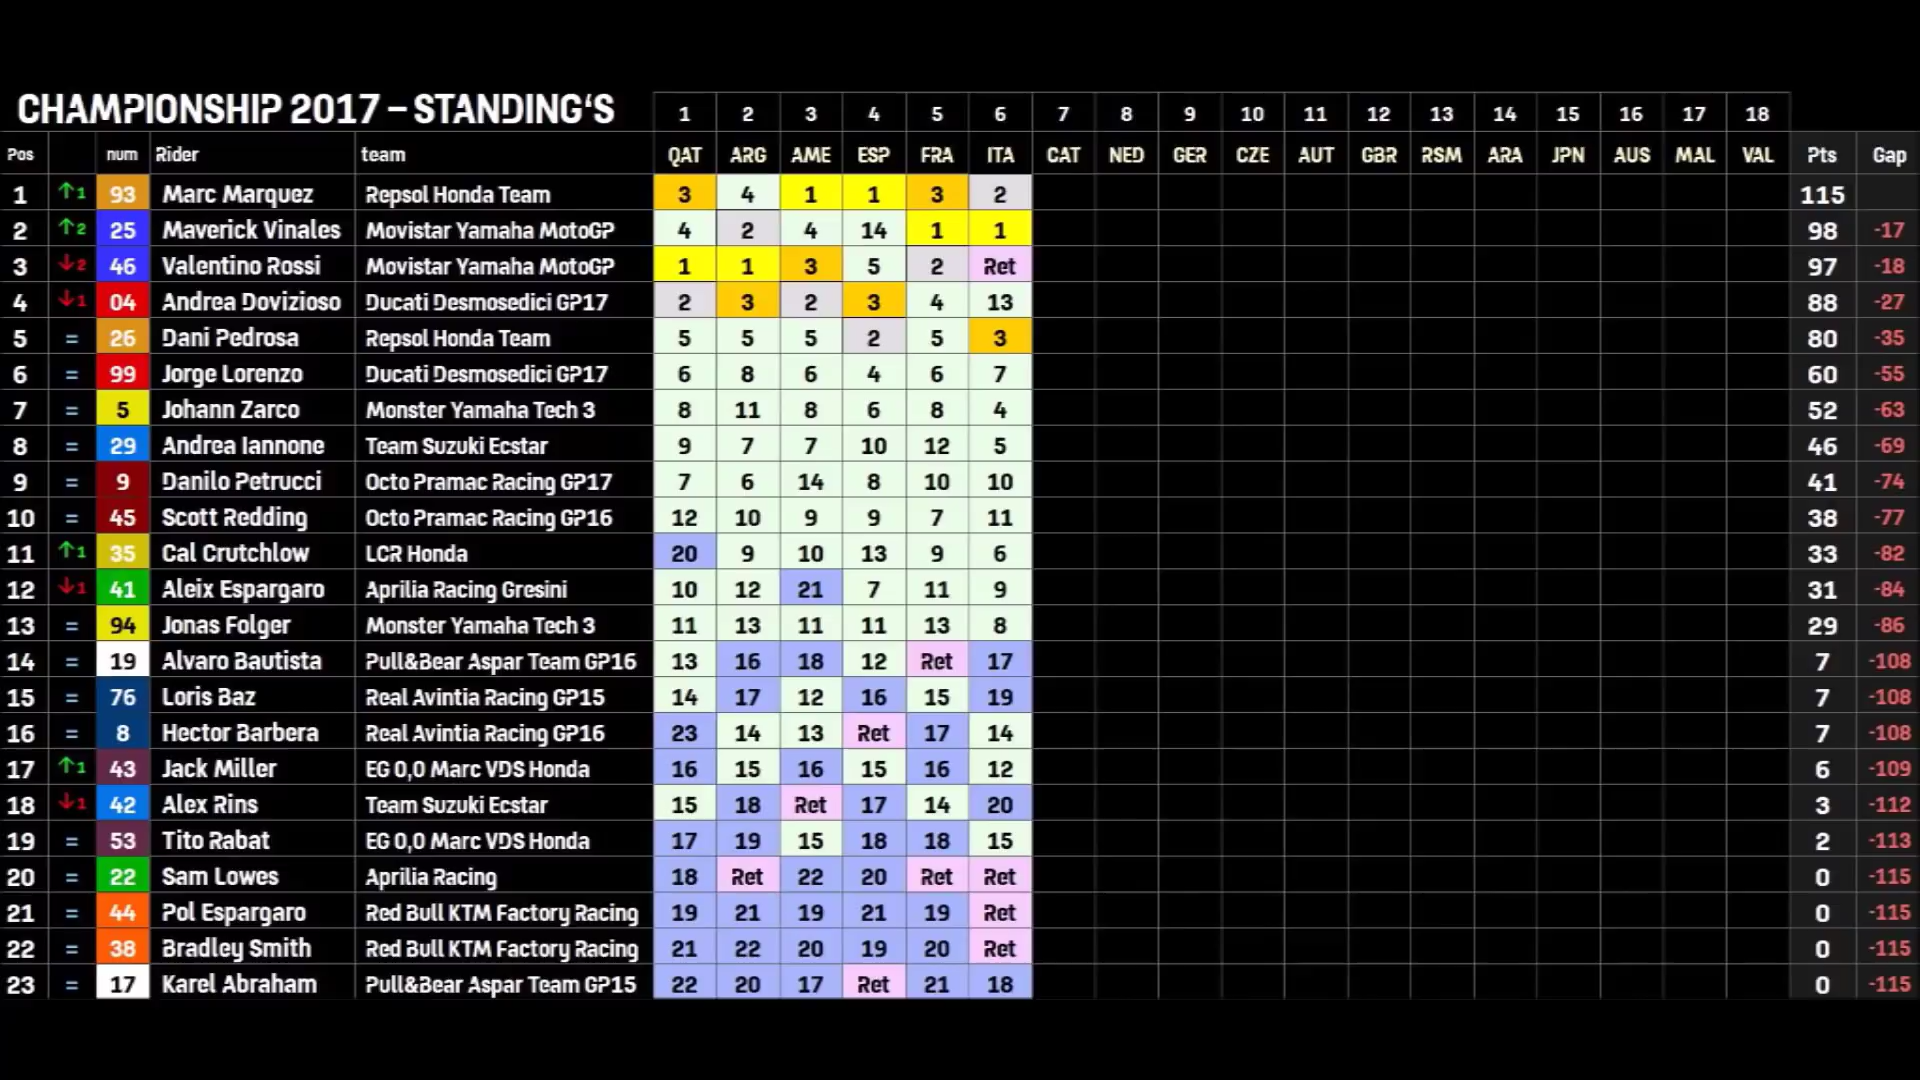 CHAMPIONSHIP 2017 – STANDING'S 1 2 3 4 5 6 7 8 9 10 11 12 13 14 15 16 17 18
Pos num Rider team QAT ARG AME ESP FRA ITA CAT NED GER CZE AUT GBR RSM ARA JPN AUS MAL VAL Pts Gap
1 ↑1 93 Marc Marquez Repsol Honda Team 3 4 1 1 3 2 115
2 ↑2 25 Maverick Vinales Movistar Yamaha MotoGP 4 2 4 14 1 1 98 -17
3 ↓2 46 Valentino Rossi Movistar Yamaha MotoGP 1 1 3 5 2 Ret 97 -18
4 ↓1 04 Andrea Dovizioso Ducati Desmosedici GP17 2 3 2 3 4 13 88 -27
5 = 26 Dani Pedrosa Repsol Honda Team 5 5 5 2 5 3 80 -35
6 = 99 Jorge Lorenzo Ducati Desmosedici GP17 6 8 6 4 6 7 60 -55
7 = 5 Johann Zarco Monster Yamaha Tech 3 8 11 8 6 8 4 52 -63
8 = 29 Andrea Iannone Team Suzuki Ecstar 9 7 7 10 12 5 46 -69
9 = 9 Danilo Petrucci Octo Pramac Racing GP17 7 6 14 8 10 10 41 -74
10 = 45 Scott Redding Octo Pramac Racing GP16 12 10 9 9 7 11 38 -77
11 ↑1 35 Cal Crutchlow LCR Honda 20 9 10 13 9 6 33 -82
12 ↓1 41 Aleix Espargaro Aprilia Racing Gresini 10 12 21 7 11 9 31 -84
13 = 94 Jonas Folger Monster Yamaha Tech 3 11 13 11 11 13 8 29 -86
14 = 19 Alvaro Bautista Pull&Bear Aspar Team GP16 13 16 18 12 Ret 17 7 -108
15 = 76 Loris Baz Real Avintia Racing GP15 14 17 12 16 15 19 7 -108
16 = 8 Hector Barbera Real Avintia Racing GP16 23 14 13 Ret 17 14 7 -108
17 ↑1 43 Jack Miller EG 0,0 Marc VDS Honda 16 15 16 15 16 12 6 -109
18 ↓1 42 Alex Rins Team Suzuki Ecstar 15 18 Ret 17 14 20 3 -112
19 = 53 Tito Rabat EG 0,0 Marc VDS Honda 17 19 15 18 18 15 2 -113
20 = 22 Sam Lowes Aprilia Racing 18 Ret 22 20 Ret Ret 0 -115
21 = 44 Pol Espargaro Red Bull KTM Factory Racing 19 21 19 21 19 Ret 0 -115
22 = 38 Bradley Smith Red Bull KTM Factory Racing 21 22 20 19 20 Ret 0 -115
23 = 17 Karel Abraham Pull&Bear Aspar Team GP15 22 20 17 Ret 21 18 0 -115